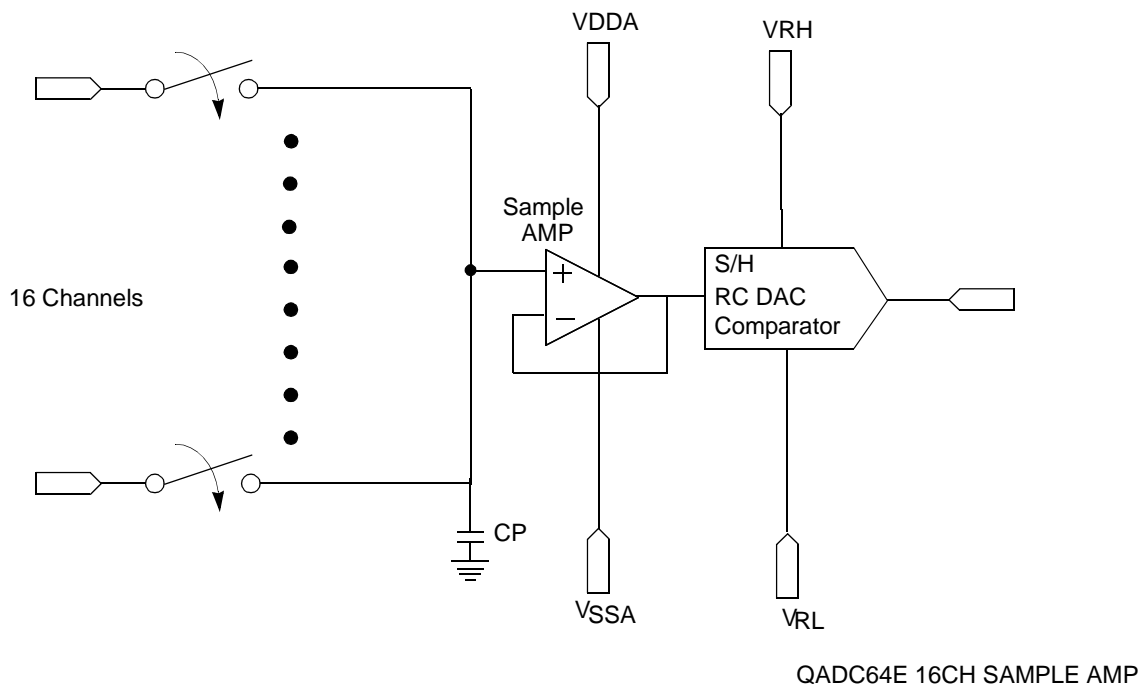 VDDA
VRH
Sample
AMP
+
−
S/H
RC DAC
Comparator
16 Channels
CP
VSSA
VRL
QADC64E 16CH SAMPLE AMP